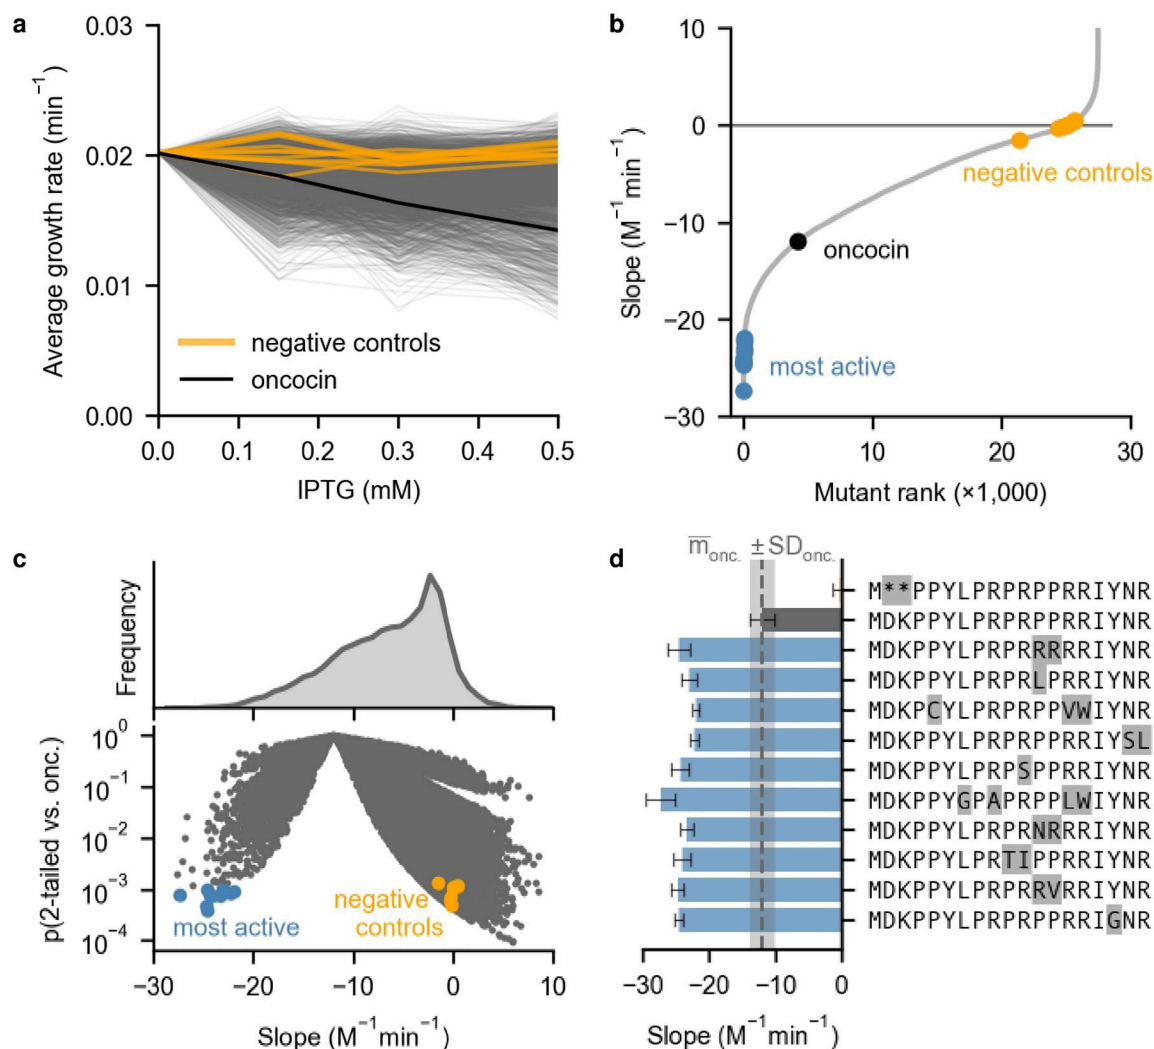 a
0.03
0.02
0.01
0.00
Average growth rate (min⁻¹)
negative controls
oncocin
0.0 0.1 0.2 0.3 0.4 0.5
IPTG (mM)
b
10
0
−10
−20
−30
Slope (M⁻¹min⁻¹)
negative controls
oncocin
most active
0 10 20 30
Mutant rank (×1,000)
c
Frequency
10⁰
10⁻¹
10⁻²
10⁻³
10⁻⁴
p(2-tailed vs. onc.)
most active
negative
controls
−30 −20 −10 0 10
Slope (M⁻¹min⁻¹)
d
m̅onc. ±SDonc.
M**PPYLPRPRPPRRIYNR
MDKPPYLPRPRPPRRIYNR
MDKPPYLPRPRRRRRIYNR
MDKPPYLPRPRLPRRIYNR
MDKPCYLPRPRPPVWIYNR
MDKPPYLPRPRPPRRIYSL
MDKPPYLPRPSPPRRIYNR
MDKPPYGPAPRPPLWIYNR
MDKPPYLPRPRNRRRIYNR
MDKPPYLPRTIPPRRIYNR
MDKPPYLPRPRRVRRIYNR
MDKPPYLPRPRPPRRIGNR
−30 −20 −10 0
Slope (M⁻¹min⁻¹)